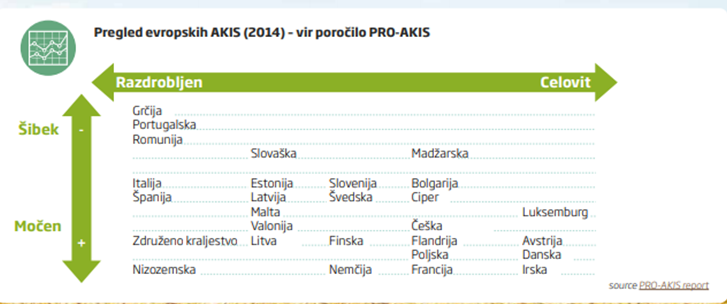 Pregled evropskih AKIS (2014) – vir poročilo PRO-AKIS
Razdrobljen Celovit
Grčija
Šibek - Portugalska
Romunija
Slovaška Madžarska
Italija Estonija Slovenija Bolgarija
Španija Latvija Švedska Ciper
Malta Luksemburg
Močen Valonija Češka
+ Združeno kraljestvo Litva Finska Flandrija Avstrija
Poljska Danska
Nizozemska Nemčija Francija Irska
source PRO-AKIS report